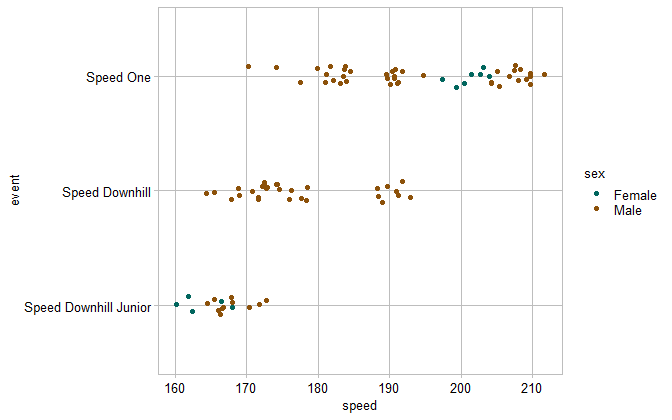 Speed One
Speed Downhill
Speed Downhill Junior
event
160 170 180 190 200 210
speed
sex
Female
Male